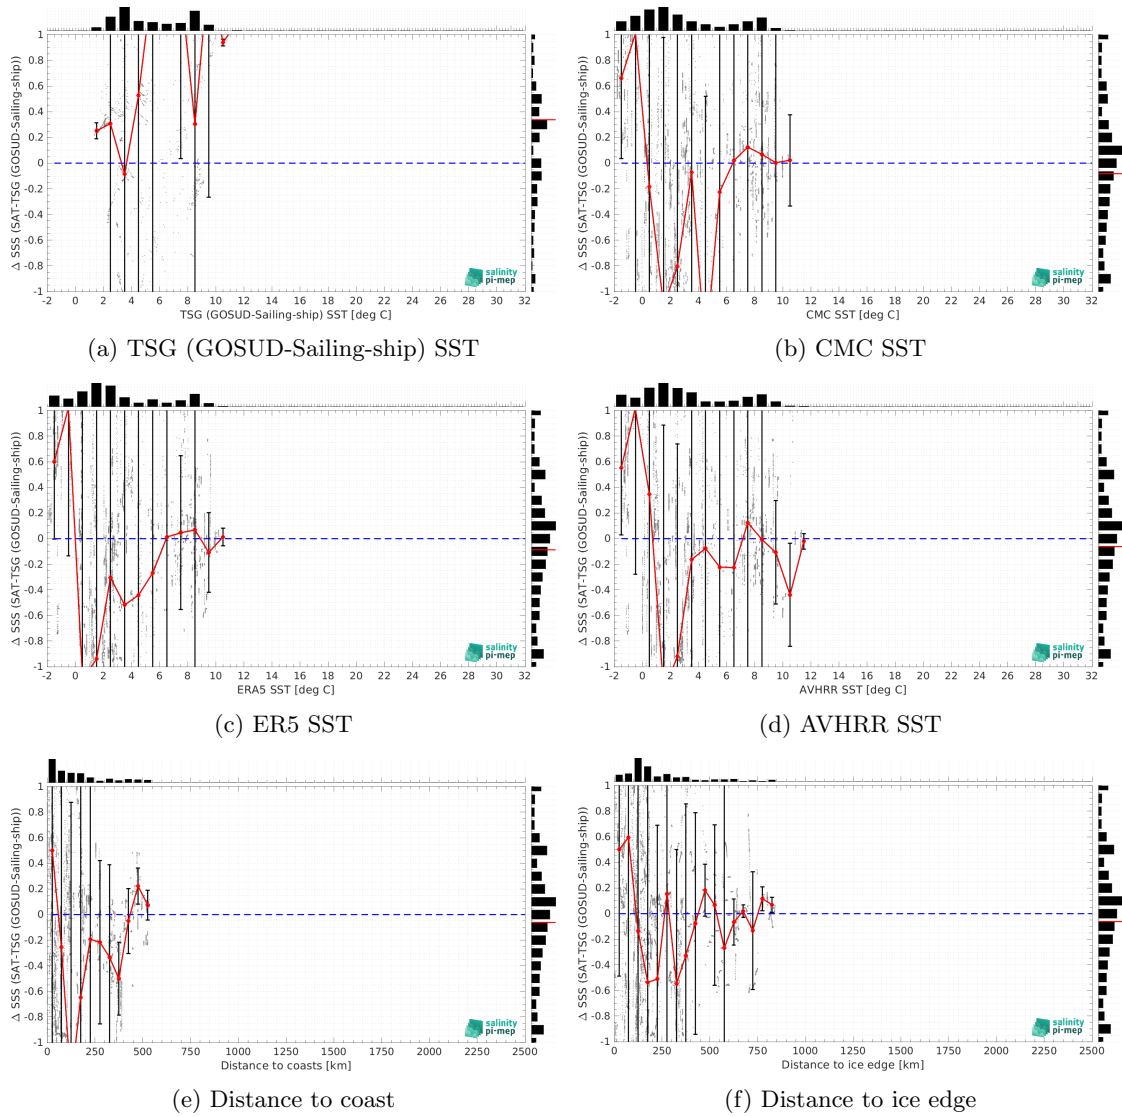 1
0.8
0.6
0.4
0.2
0
-0.2
-0.4
-0.6
-0.8
-1
Δ SSS (SAT-TSG (GOSUD-Sailing-ship))
salinity
pi-mep
-2 0 2 4 6 8 10 12 14 16 18 20 22 24 26 28 30 32
TSG (GOSUD-Sailing-ship) SST [deg C]
(a) TSG (GOSUD-Sailing-ship) SST
1
0.8
0.6
0.4
0.2
0
-0.2
-0.4
-0.6
-0.8
-1
Δ SSS (SAT-TSG (GOSUD-Sailing-ship))
salinity
pi-mep
-2 0 2 4 6 8 10 12 14 16 18 20 22 24 26 28 30 32
CMC SST [deg C]
(b) CMC SST
1
0.8
0.6
0.4
0.2
0
-0.2
-0.4
-0.6
-0.8
-1
Δ SSS (SAT-TSG (GOSUD-Sailing-ship))
salinity
pi-mep
-2 0 2 4 6 8 10 12 14 16 18 20 22 24 26 28 30 32
ERA5 SST [deg C]
(c) ER5 SST
1
0.8
0.6
0.4
0.2
0
-0.2
-0.4
-0.6
-0.8
-1
Δ SSS (SAT-TSG (GOSUD-Sailing-ship))
salinity
pi-mep
-2 0 2 4 6 8 10 12 14 16 18 20 22 24 26 28 30 32
AVHRR SST [deg C]
(d) AVHRR SST
1
0.8
0.6
0.4
0.2
0
-0.2
-0.4
-0.6
-0.8
-1
Δ SSS (SAT-TSG (GOSUD-Sailing-ship))
salinity
pi-mep
0 250 500 750 1000 1250 1500 1750 2000 2250 2500
Distance to coasts [km]
(e) Distance to coast
1
0.8
0.6
0.4
0.2
0
-0.2
-0.4
-0.6
-0.8
-1
Δ SSS (SAT-TSG (GOSUD-Sailing-ship))
salinity
pi-mep
0 250 500 750 1000 1250 1500 1750 2000 2250 2500
Distance to ice edge [km]
(f) Distance to ice edge